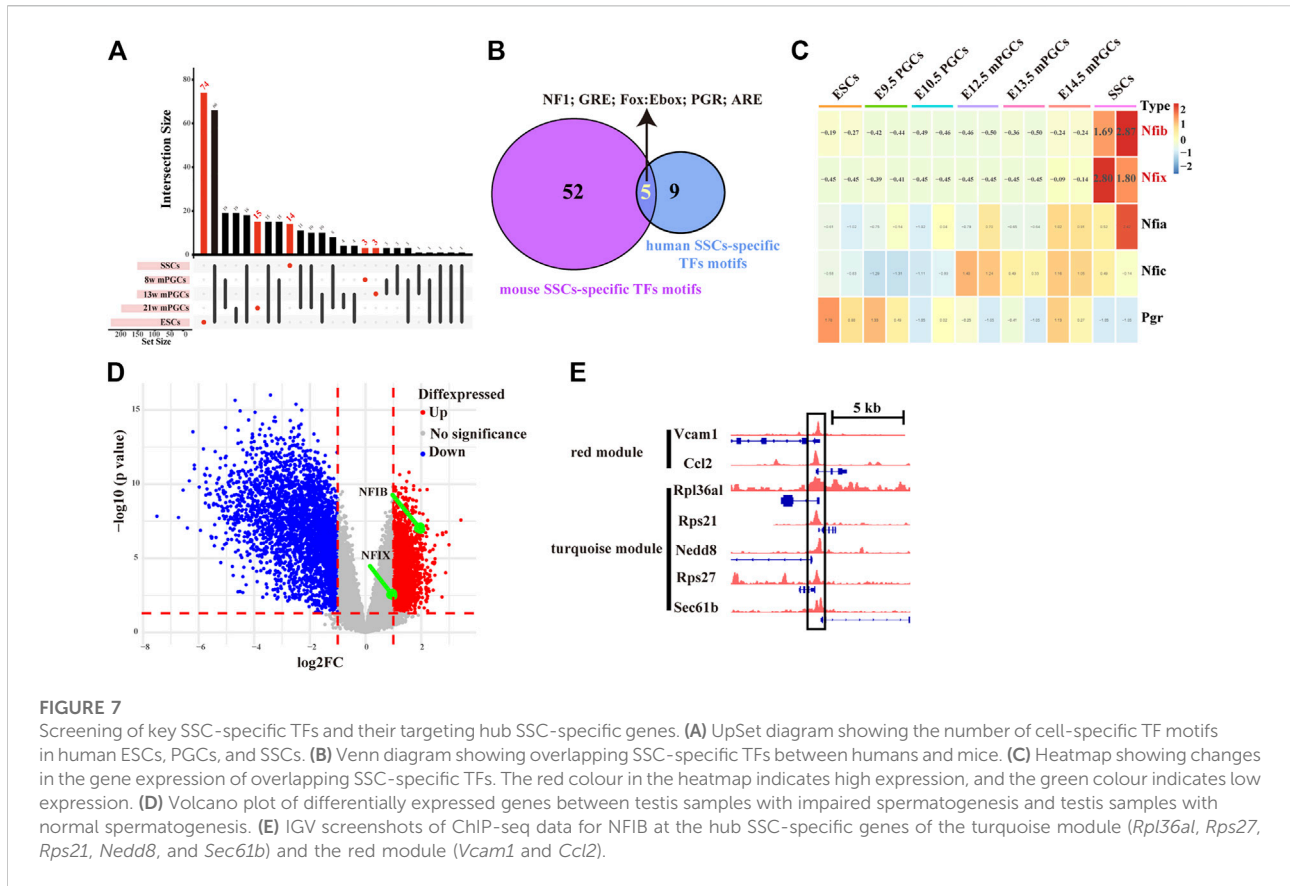 A
Intersection Size
80
60
40
20
0
74
15
14
3
3
SSCs
8w mPGCs
13w mPGCs
21w mPGCs
ESCs
200 150 100 50 0
Set Size
B
NF1; GRE; Fox:Ebox; PGR; ARE
52
5
9
human SSCs-specific
TFs motifs
mouse SSCs-specific TFs motifs
C
ESCs
E9.5 PGCs
E10.5 PGCs
E12.5 mPGCs
E13.5 mPGCs
E14.5 mPGCs
SSCs
Type
2
1
0
−1
−2
−0.19 −0.27 −0.42 −0.44 −0.49 −0.46 −0.46 −0.50 −0.36 −0.50 −0.24 −0.24 1.69 2.87 Nfib
−0.45 −0.45 −0.39 −0.41 −0.45 −0.45 −0.45 −0.45 −0.45 −0.45 −0.09 −0.14 2.80 1.80 Nfix
Nfia
Nfic
Pgr
D
−log10 (p value)
15
10
5
0
−8 −6 −4 −2 0 2
log2FC
Diffexpressed
Up
No significance
Down
NFIB
NFIX
E
5 kb
red module
Vcam1
Ccl2
turquoise module
Rpl36al
Rps21
Nedd8
Rps27
Sec61b
FIGURE 7
Screening of key SSC-specific TFs and their targeting hub SSC-specific genes. (A) UpSet diagram showing the number of cell-specific TF motifs
in human ESCs, PGCs, and SSCs. (B) Venn diagram showing overlapping SSC-specific TFs between humans and mice. (C) Heatmap showing changes
in the gene expression of overlapping SSC-specific TFs. The red colour in the heatmap indicates high expression, and the green colour indicates low
expression. (D) Volcano plot of differentially expressed genes between testis samples with impaired spermatogenesis and testis samples with
normal spermatogenesis. (E) IGV screenshots of ChIP-seq data for NFIB at the hub SSC-specific genes of the turquoise module (Rpl36al, Rps27,
Rps21, Nedd8, and Sec61b) and the red module (Vcam1 and Ccl2).